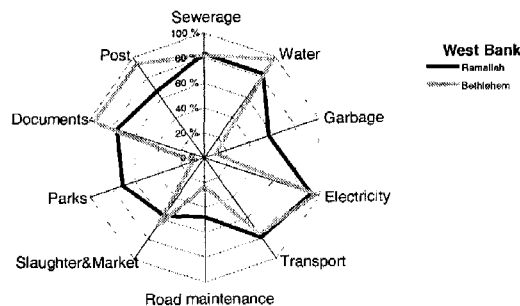 Sewerage
100 %
Post
Water
80 %
60 %
40 %
20 %
0 %
West Bank
Ramallah
Bethlehem
Documents
Garbage
Parks
Electricity
Slaughter&Market
Transport
Road maintenance